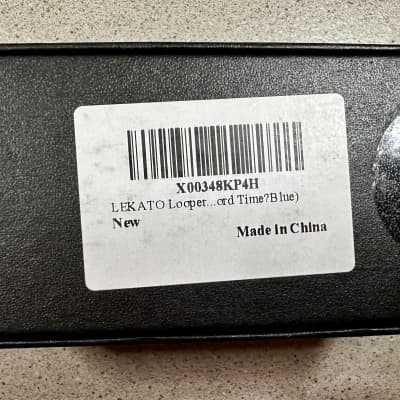 X00348KP4H
LEKATO Looper...ord Time?Blue)
New
Made in China